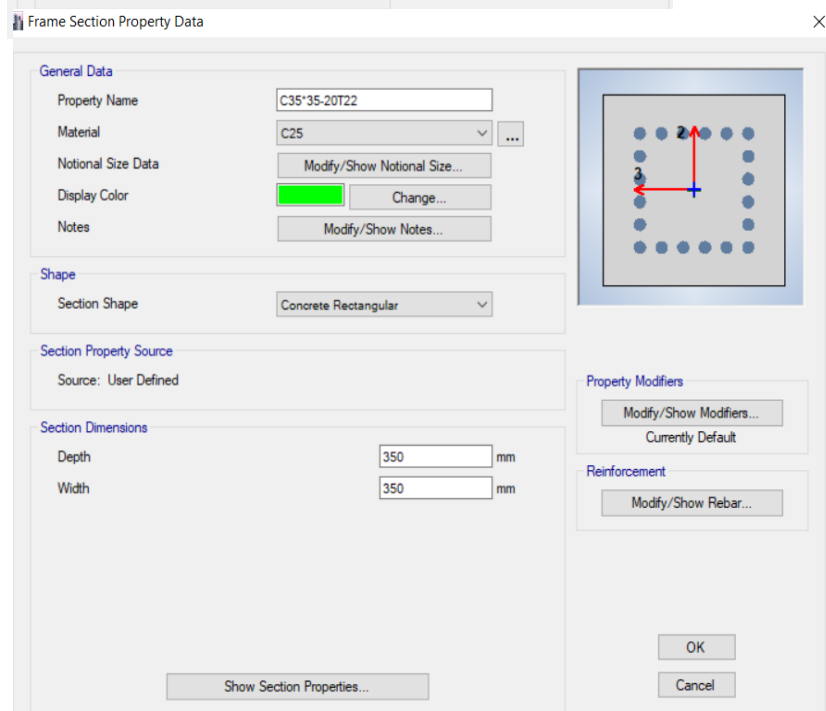 Frame Section Property Data
General Data
Property Name C35*35-20T22
Material C25 ...
Notional Size Data Modify/Show Notional Size...
Display Color Change...
Notes Modify/Show Notes...
Shape
Section Shape Concrete Rectangular
Section Property Source
Source: User Defined
Section Dimensions
Depth 350 mm
Width 350 mm
Show Section Properties...
2
3
Property Modifiers
Modify/Show Modifiers...
Currently Default
Reinforcement
Modify/Show Rebar...
OK
Cancel